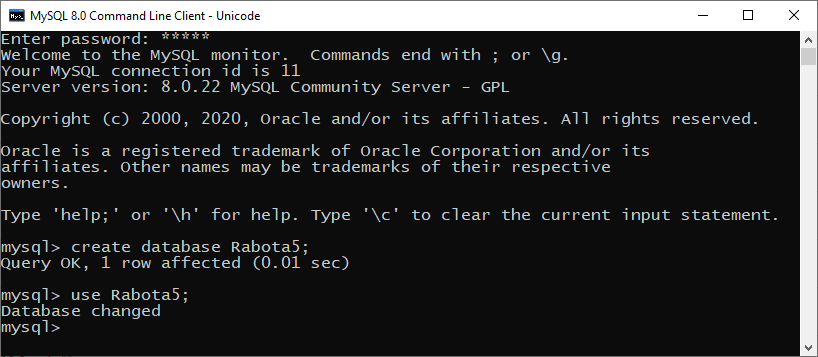 MySQL 8.0 Command Line Client - Unicode
Enter password: *****
Welcome to the MySQL monitor.  Commands end with ; or \g.
Your MySQL connection id is 11
Server version: 8.0.22 MySQL Community Server - GPL
Copyright (c) 2000, 2020, Oracle and/or its affiliates. All rights reserved.
Oracle is a registered trademark of Oracle Corporation and/or its
affiliates. Other names may be trademarks of their respective
owners.
Type 'help;' or '\h' for help. Type '\c' to clear the current input statement.
mysql> create database Rabota5;
Query OK, 1 row affected (0.01 sec)
mysql> use Rabota5;
Database changed
mysql>